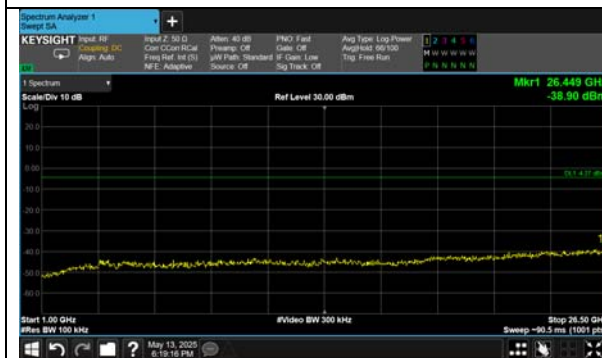 Spectrum Analyzer 1
Swept SA
+
KEYSIGHT Input: RF Input Z: 50 Ω Atten: 40 dB PNO: Fast Avg Type: Log-Power 1 2 3 4 5 6
Coupling: DC Corr CCorr RCal Preamp: Off Gate: Off Avg|Hold: 66/100 M W W W W W
Align: Auto Freq Ref: Int (S) µW Path: Standard IF Gain: Low Trig: Free Run P N N N N N
NFE: Adaptive Source: Off Sig Track: Off
1 Spectrum
Mkr1 26.449 GH
Scale/Div 10 dB Ref Level 30.00 dBm -38.90 dBm
Log
20.0
10.0
0.00
-10.0
-20.0
-30.0
-40.0
-50.0
-60.0
1
Start 1.00 GHz #Video BW 300 kHz Stop 26.50 GH
#Res BW 100 kHz Sweep ~90.5 ms (1001 pts
? May 13, 2025
6:19:16 PM